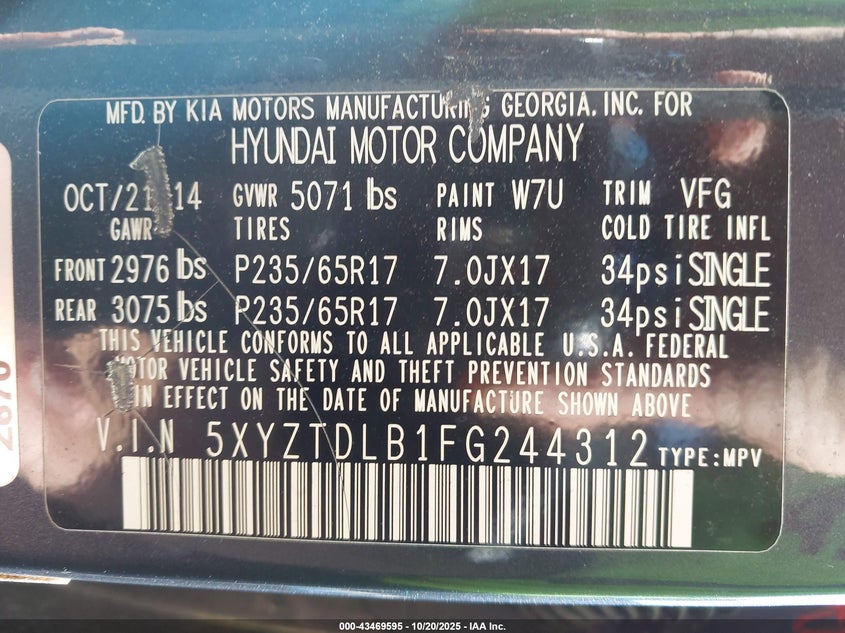 MFD. BY KIA MOTORS MANUFACTURING GEORGIA, INC. FOR
HYUNDAI MOTOR COMPANY
OCT/21/14 GVWR 5071 lbs PAINT W7U TRIM VFG
GAWR TIRES RIMS COLD TIRE INFL
FRONT 2976 lbs P235/65R17 7.0JX17 34psi SINGLE
REAR 3075 lbs P235/65R17 7.0JX17 34psi SINGLE
THIS VEHICLE CONFORMS TO ALL APPLICABLE U.S.A. FEDERAL
MOTOR VEHICLE SAFETY AND THEFT PREVENTION STANDARDS
IN EFFECT ON THE DATE OF MANUFACTURE SHOWN ABOVE
V.I.N 5XYZTDLB1FG244312 TYPE:MPV
000-43469595 - 10/20/2025 - IAA Inc.